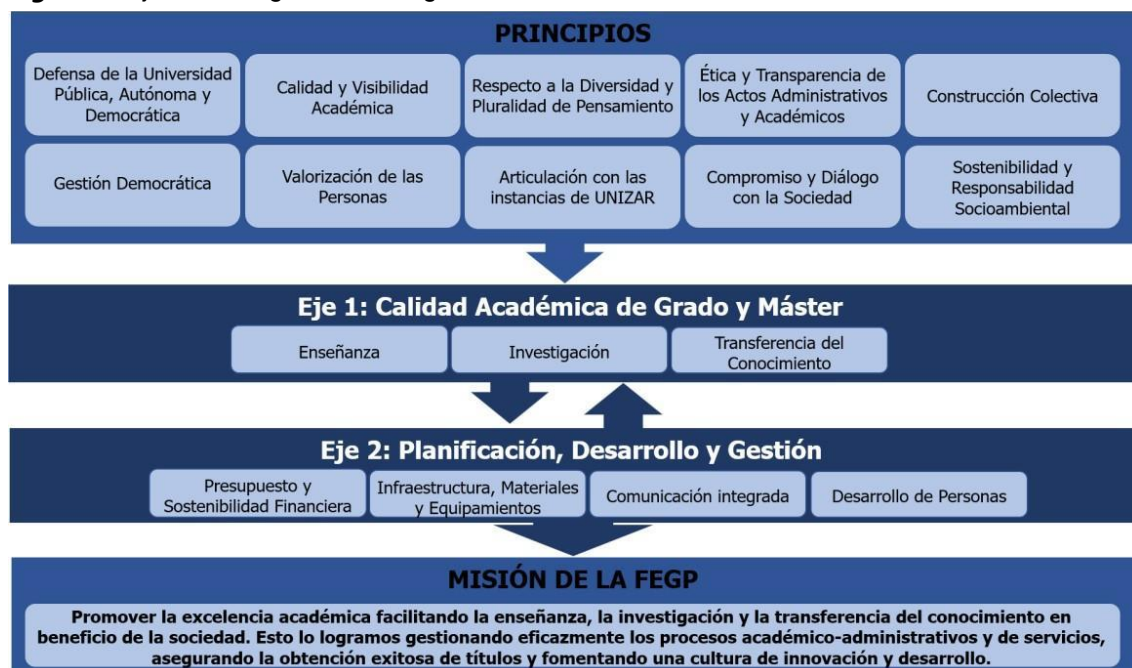 PRINCIPIOS
Defensa de la Universidad
Pública, Autónoma y
Democrática
Calidad y Visibilidad
Académica
Respecto a la Diversidad y
Pluralidad de Pensamiento
Ética y Transparencia de
los Actos Administrativos
y Académicos
Construcción Colectiva
Gestión Democrática
Valorización de las
Personas
Articulación con las
instancias de UNIZAR
Compromiso y Diálogo
con la Sociedad
Sostenibilidad y
Responsabilidad
Socioambiental
Eje 1: Calidad Académica de Grado y Máster
Enseñanza
Investigación
Transferencia del
Conocimiento
Eje 2: Planificación, Desarrollo y Gestión
Presupuesto y
Sostenibilidad Financiera
Infraestructura, Materiales
y Equipamientos
Comunicación integrada
Desarrollo de Personas
MISIÓN DE LA FEGP
Promover la excelencia académica facilitando la enseñanza, la investigación y la transferencia del conocimiento en
beneficio de la sociedad. Esto lo logramos gestionando eficazmente los procesos académico-administrativos y de servicios,
asegurando la obtención exitosa de títulos y fomentando una cultura de innovación y desarrollo.